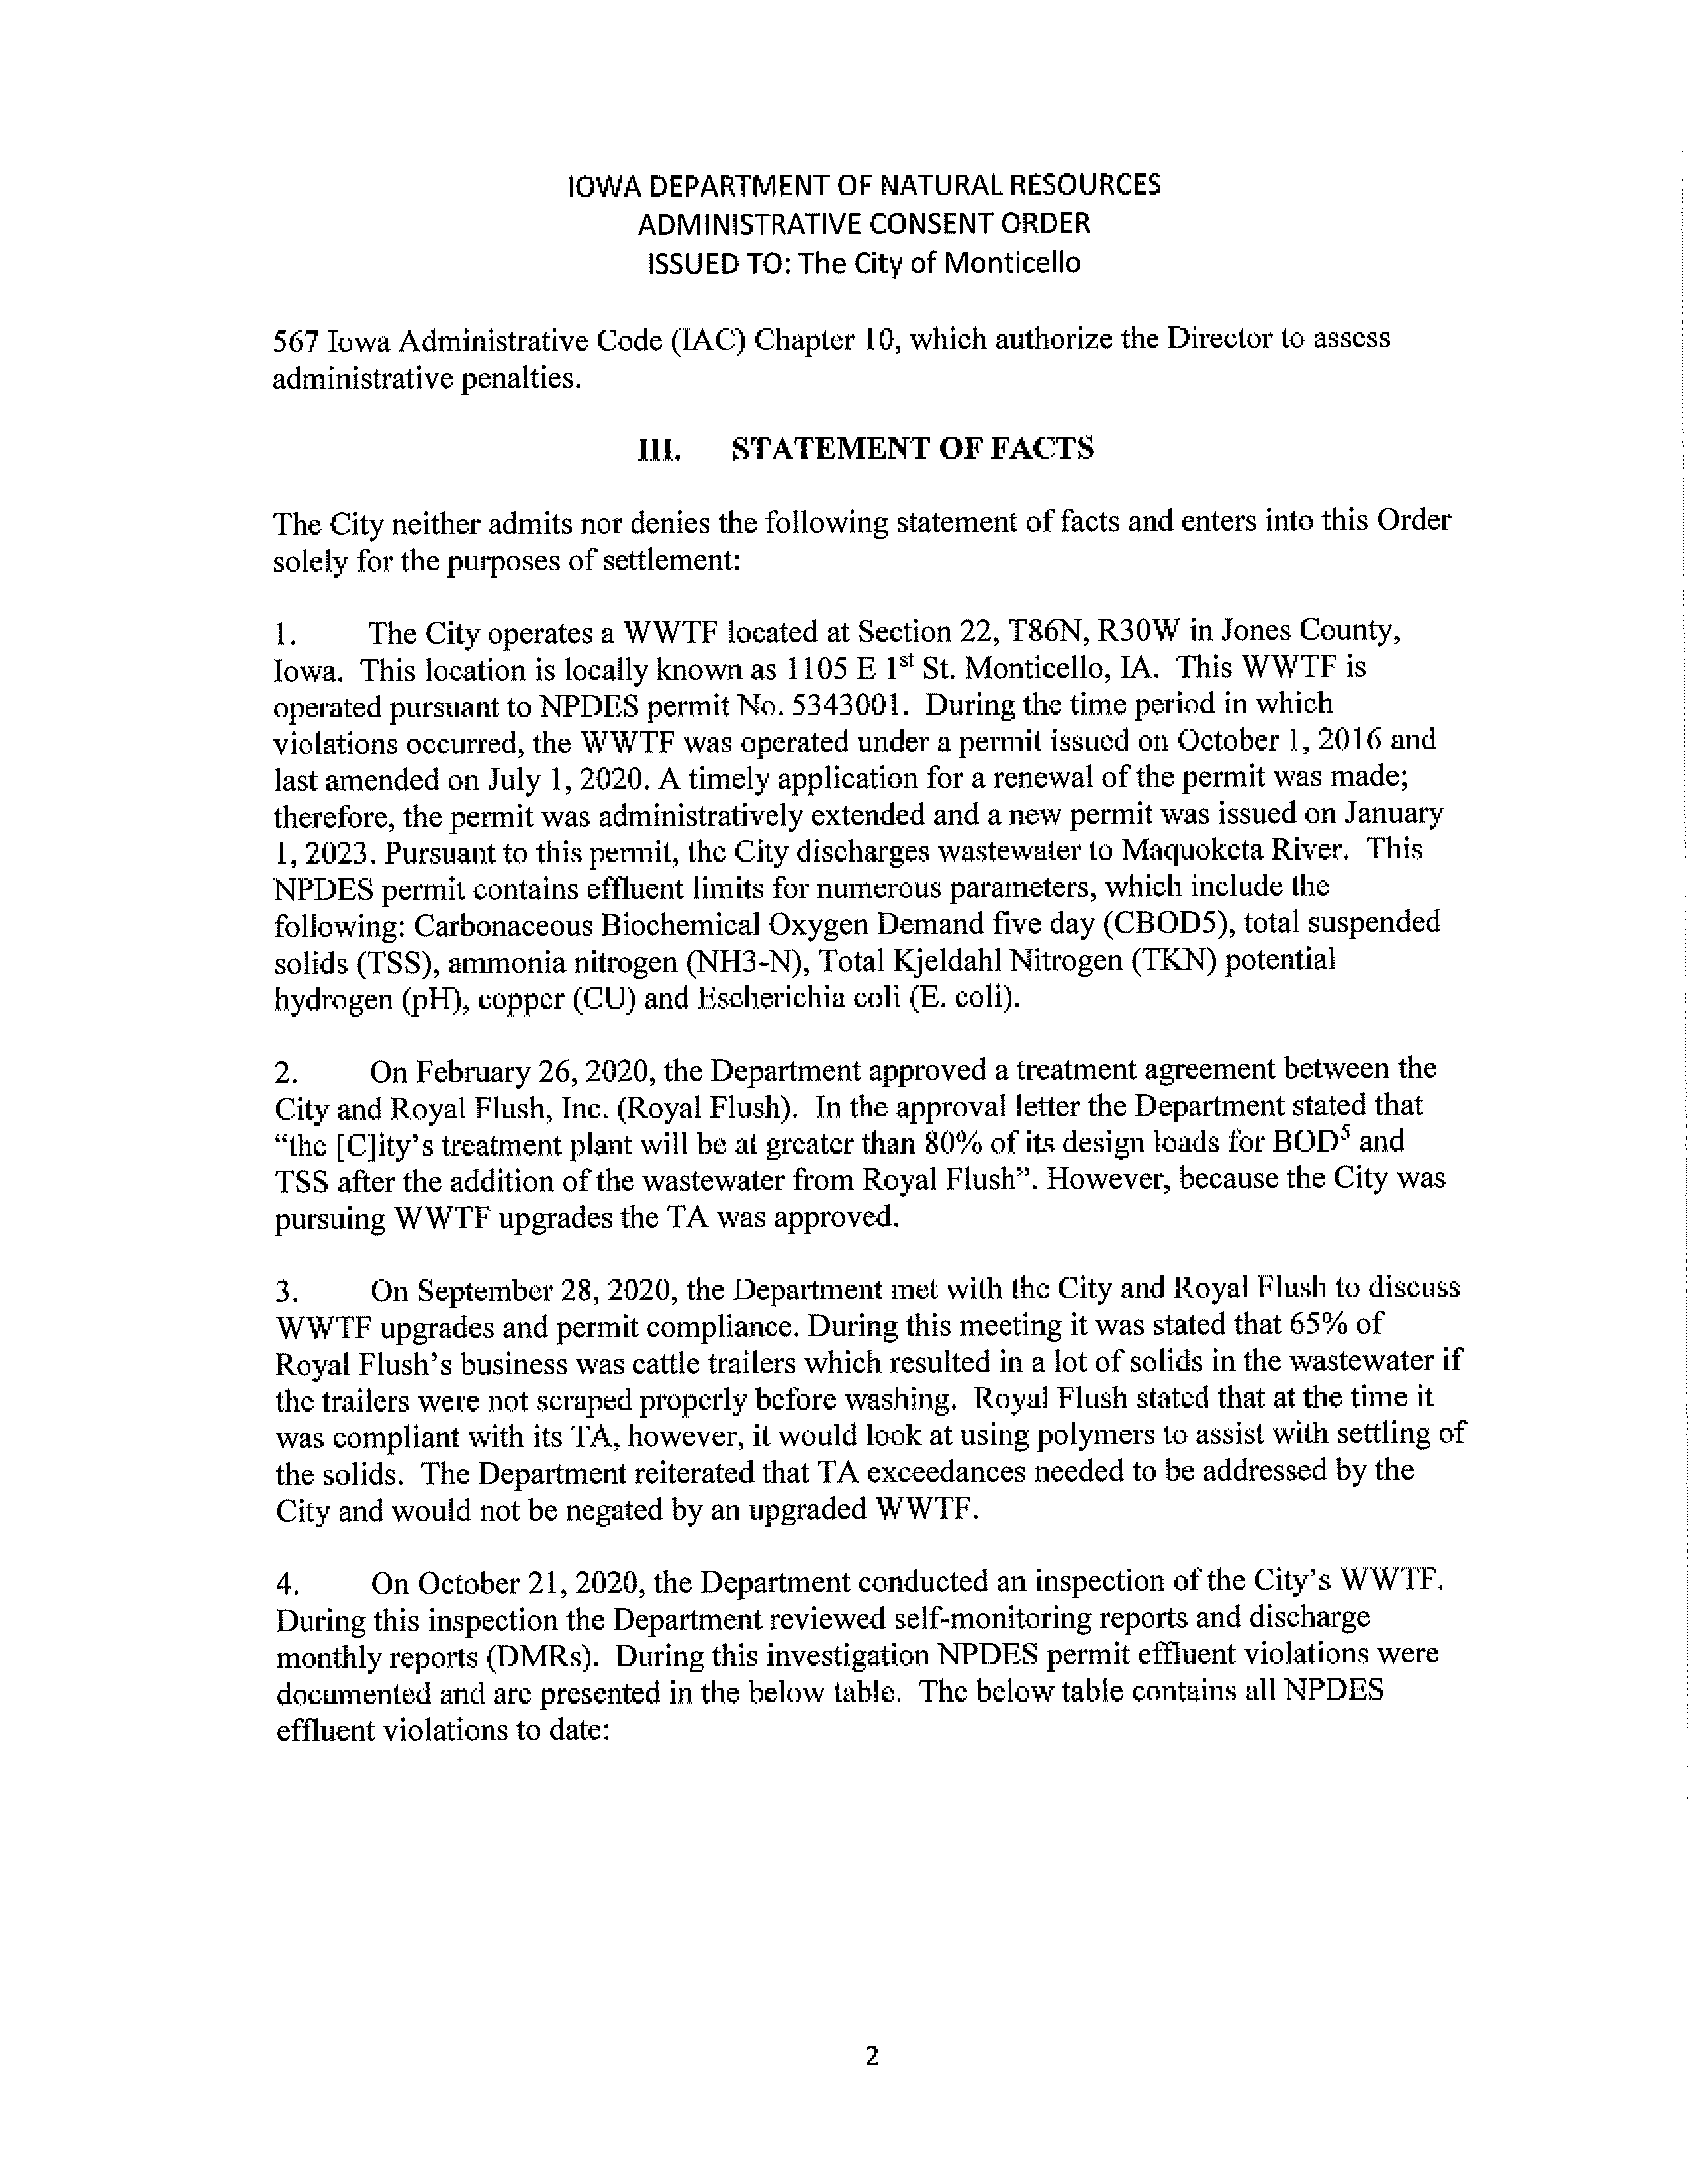 IOWA DEPARTMENT OF NATURAL RESOURCES
ADMINISTRATIVE CONSENT ORDER
ISSUED TO: The City of Monticello
567 Iowa Administrative Code (IAC) Chapter 10, which authorize the Director to assess
administrative penalties.
III. STATEMENT OF FACTS
The City neither admits nor denies the following statement of facts and enters into this Order
solely for the purposes of settlement:
1. The City operates a WWTF located at Section 22, T86N, R30W in Jones County,
Iowa. This location is locally known as 1105 E 1st St. Monticello, IA. This WWTF is
operated pursuant to NPDES permit No. 5343001. During the time period in which
violations occurred, the WWTF was operated under a permit issued on October 1, 2016 and
last amended on July 1, 2020. A timely application for a renewal of the permit was made;
therefore, the permit was administratively extended and a new permit was issued on January
1, 2023. Pursuant to this permit, the City discharges wastewater to Maquoketa River. This
NPDES permit contains effluent limits for numerous parameters, which include the
following: Carbonaceous Biochemical Oxygen Demand five day (CBOD5), total suspended
solids (TSS), ammonia nitrogen (NH3-N), Total Kjeldahl Nitrogen (TKN) potential
hydrogen (pH), copper (CU) and Escherichia coli (E. coli).
2. On February 26, 2020, the Department approved a treatment agreement between the
City and Royal Flush, Inc. (Royal Flush). In the approval letter the Department stated that
“the [C]ity’s treatment plant will be at greater than 80% of its design loads for BOD⁵ and
TSS after the addition of the wastewater from Royal Flush”. However, because the City was
pursuing WWTF upgrades the TA was approved.
3. On September 28, 2020, the Department met with the City and Royal Flush to discuss
WWTF upgrades and permit compliance. During this meeting it was stated that 65% of
Royal Flush’s business was cattle trailers which resulted in a lot of solids in the wastewater if
the trailers were not scraped properly before washing. Royal Flush stated that at the time it
was compliant with its TA, however, it would look at using polymers to assist with settling of
the solids. The Department reiterated that TA exceedances needed to be addressed by the
City and would not be negated by an upgraded WWTF.
4. On October 21, 2020, the Department conducted an inspection of the City’s WWTF.
During this inspection the Department reviewed self-monitoring reports and discharge
monthly reports (DMRs). During this investigation NPDES permit effluent violations were
documented and are presented in the below table. The below table contains all NPDES
effluent violations to date:
2